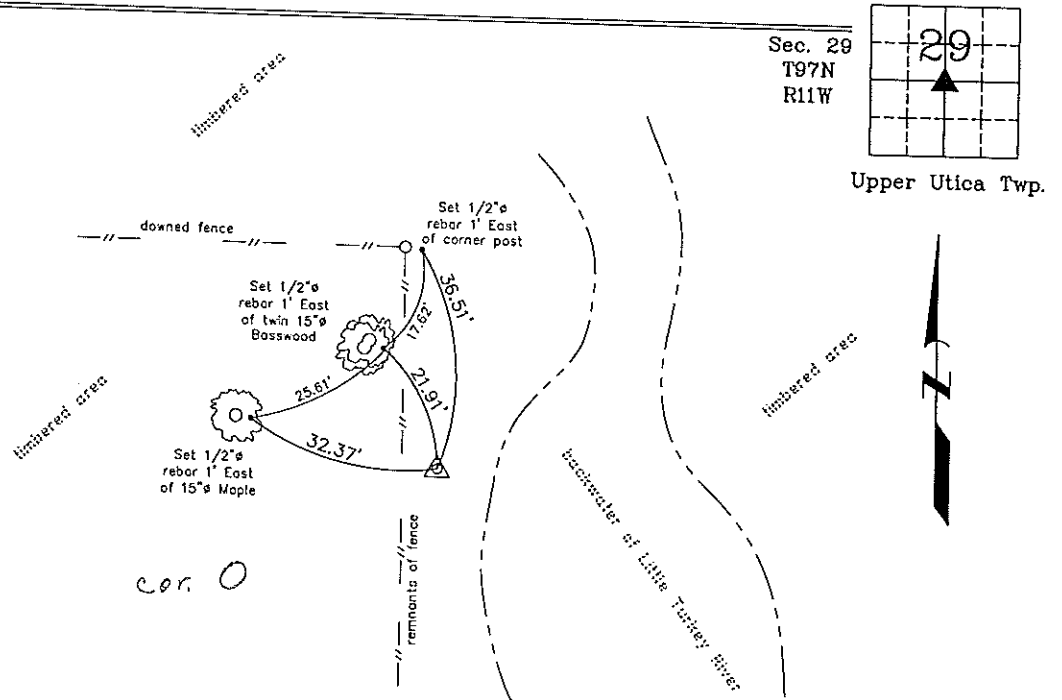 timbered area
Sec. 29
T97N
R11W
29
Upper Utica Twp.
downed fence
Set 1/2"ø
rebar 1' East
of corner post
36.51'
17.62'
Set 1/2"ø
rebar 1' East
of twin 15"ø
Basswood
25.61'
21.91'
timbered area
timbered area
32.37'
Set 1/2"ø
rebar 1' East
of 15"ø Maple
N
cor. O
remnants of fence
backwater of Little Turkey River